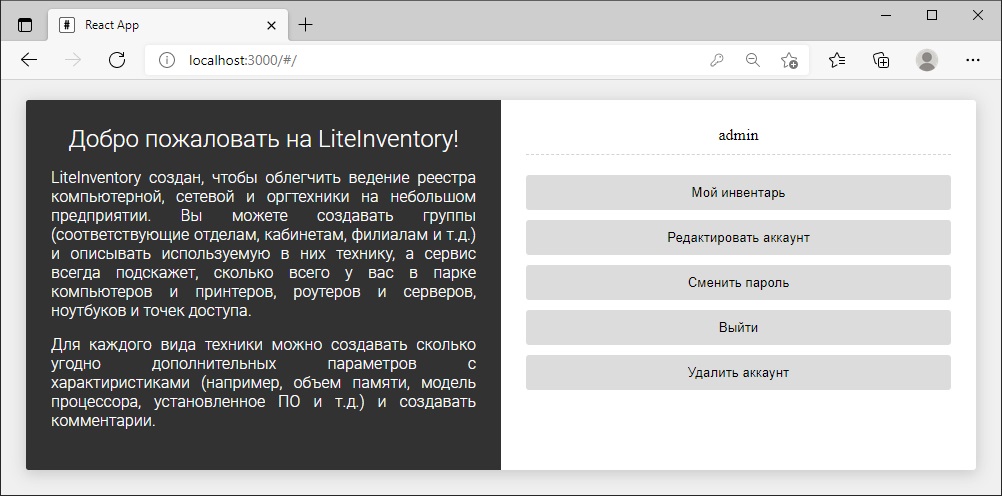 React App
localhost:3000/#/
Добро пожаловать на LiteInventory!
LiteInventory создан, чтобы облегчить ведение реестра
компьютерной, сетевой и оргтехники на небольшом
предприятии. Вы можете создавать группы
(соответствующие отделам, кабинетам, филиалам и т.д.)
и описывать используемую в них технику, а сервис
всегда подскажет, сколько всего у вас в парке
компьютеров и принтеров, роутеров и серверов,
ноутбуков и точек доступа.
Для каждого вида техники можно создавать сколько
угодно дополнительных параметров с
характиристиками (например, объем памяти, модель
процессора, установленное ПО и т.д.) и создавать
комментарии.
admin
Мой инвентарь
Редактировать аккаунт
Сменить пароль
Выйти
Удалить аккаунт